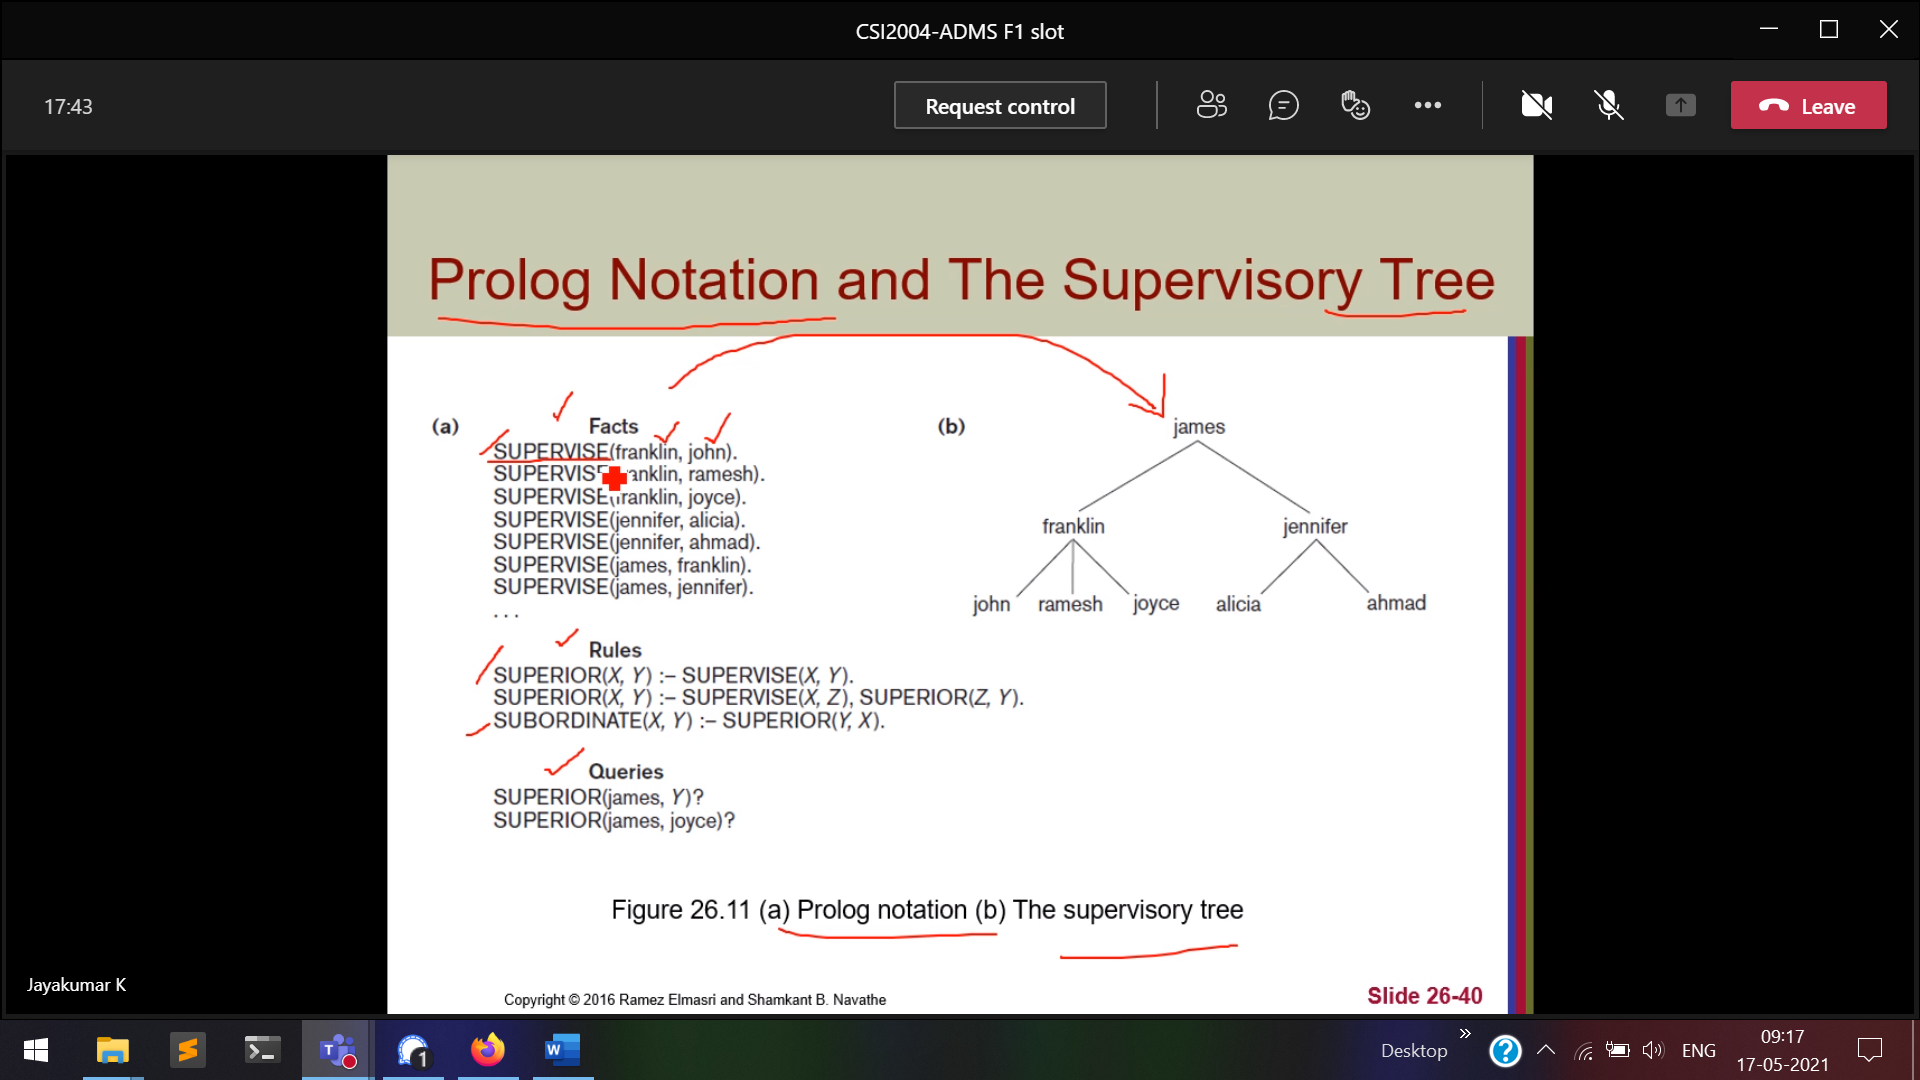 CSI2004-ADMS F1 slot
17:43
Request control
Leave
Prolog Notation and The Supervisory Tree
(a)
Facts
SUPERVISE(franklin, john).
ramesh).
SUPERVISE(franklin, joyce).
SUPERVISE(jennifer, alicia).
SUPERVISE(jennifer, ahmad).
SUPERVISE(james, franklin).
SUPERVISE(james, jennifer).
...
Rules
SUPERIOR(X, Y) :– SUPERVISE(X, Y).
SUPERIOR(X, Y) :– SUPERVISE(X, Z), SUPERIOR(Z, Y).
SUBORDINATE(X, Y) :– SUPERIOR(Y, X).
Queries
SUPERIOR(james, Y)?
SUPERIOR(james, joyce)?
(b)
james
franklin jennifer
john ramesh joyce alicia ahmad
Figure 26.11 (a) Prolog notation (b) The supervisory tree
Jayakumar K
Copyright © 2016 Ramez Elmasri and Shamkant B. Navathe
Slide 26-40
T
1
W
Desktop
»
?
ENG
09:17
17-05-2021